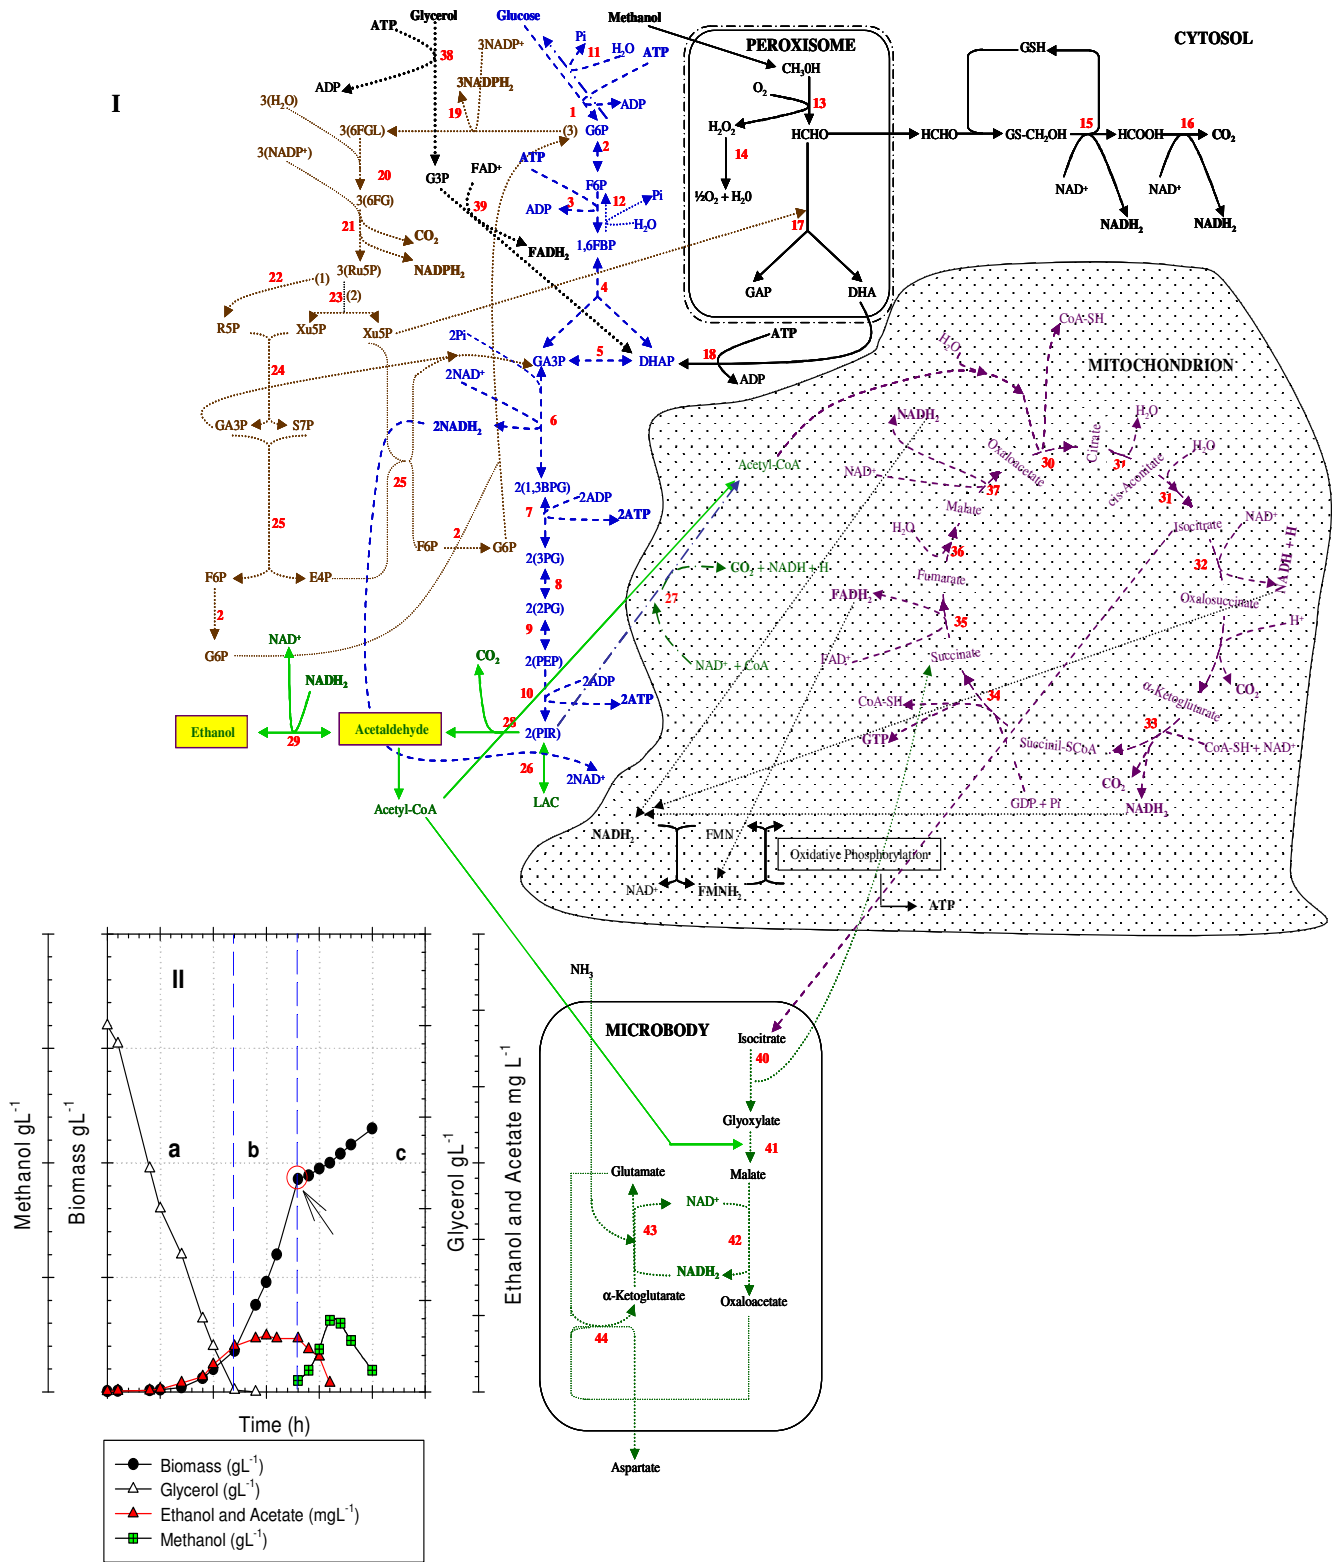 I
Glycerol
ATP
38
ADP
Glucose
Pi
11
H₂O
ATP
ADP
1
3NADP⁺
3NADPH₂
19
3(H₂O)
3(6FGL)
(3)
G6P
3(NADP⁺)
20
3(6FG)
21
CO₂
NADPH₂
22
(1)
3(Ru5P)
23
(2)
R5P
Xu5P
Xu5P
24
GA3P
S7P
25
25
F6P
E4P
2
G6P
F6P
2
G6P
G3P
FAD⁺
39
FADH₂
2
ATP
F6P
ADP
3
12
Pi
H₂O
1,6FBP
4
2Pi
GA3P
5
DHAP
2NAD⁺
2NADH₂
6
2(1,3BPG)
7
2ADP
2ATP
2(3PG)
8
2(2PG)
9
2(PEP)
10
2ADP
2ATP
2(PIR)
28
CO₂
26
LAC
2NAD⁺
NAD⁺
NADH₂
Ethanol
29
Acetaldehyde
Acetyl-CoA
Methanol
PEROXISOME
CH₃0H
O₂
13
H₂O₂
HCHO
14
½O₂ + H₂0
17
GAP
DHA
ATP
18
ADP
CYTOSOL
GSH
HCHO
GS-CH₂OH
15
HCOOH
16
CO₂
NAD⁺
NADH₂
NAD⁺
NADH₂
MITOCHONDRION
H₂O
CoA-SH
NADH₂
Acetyl-CoA
NAD⁺
37
Oxaloacetate
30
Citrate
31
H₂O
cis-Aconitate
H₂O
31
Isocitrate
NAD⁺
32
NADH + H
Oxalosuccinate
H⁺
CO₂
α-Ketoglutarate
33
CoA-SH + NAD⁺
Succinil-SCoA
CO₂
NADH₂
34
CoA-SH
GTP
GDP + Pi
Succinate
35
FAD⁺
FADH₂
Fumarate
36
H₂O
Malate
CO₂ + NADH + H
27
NAD⁺ + CoA
NADH₂
FMN
NAD⁺
FMNH₂
Oxidative Phosphorylation
ATP
NH₃
MICROBODY
Isocitrate
40
Glyoxylate
41
Malate
Glutamate
NAD⁺
43
42
NADH₂
α-Ketoglutarate
Oxaloacetate
44
Aspartate
II
a
b
c
Methanol gL⁻¹
Biomass gL⁻¹
Glycerol gL⁻¹
Ethanol and Acetate mg L⁻¹
Time (h)
Biomass (gL⁻¹)
Glycerol (gL⁻¹)
Ethanol and Acetate (mgL⁻¹)
Methanol (gL⁻¹)